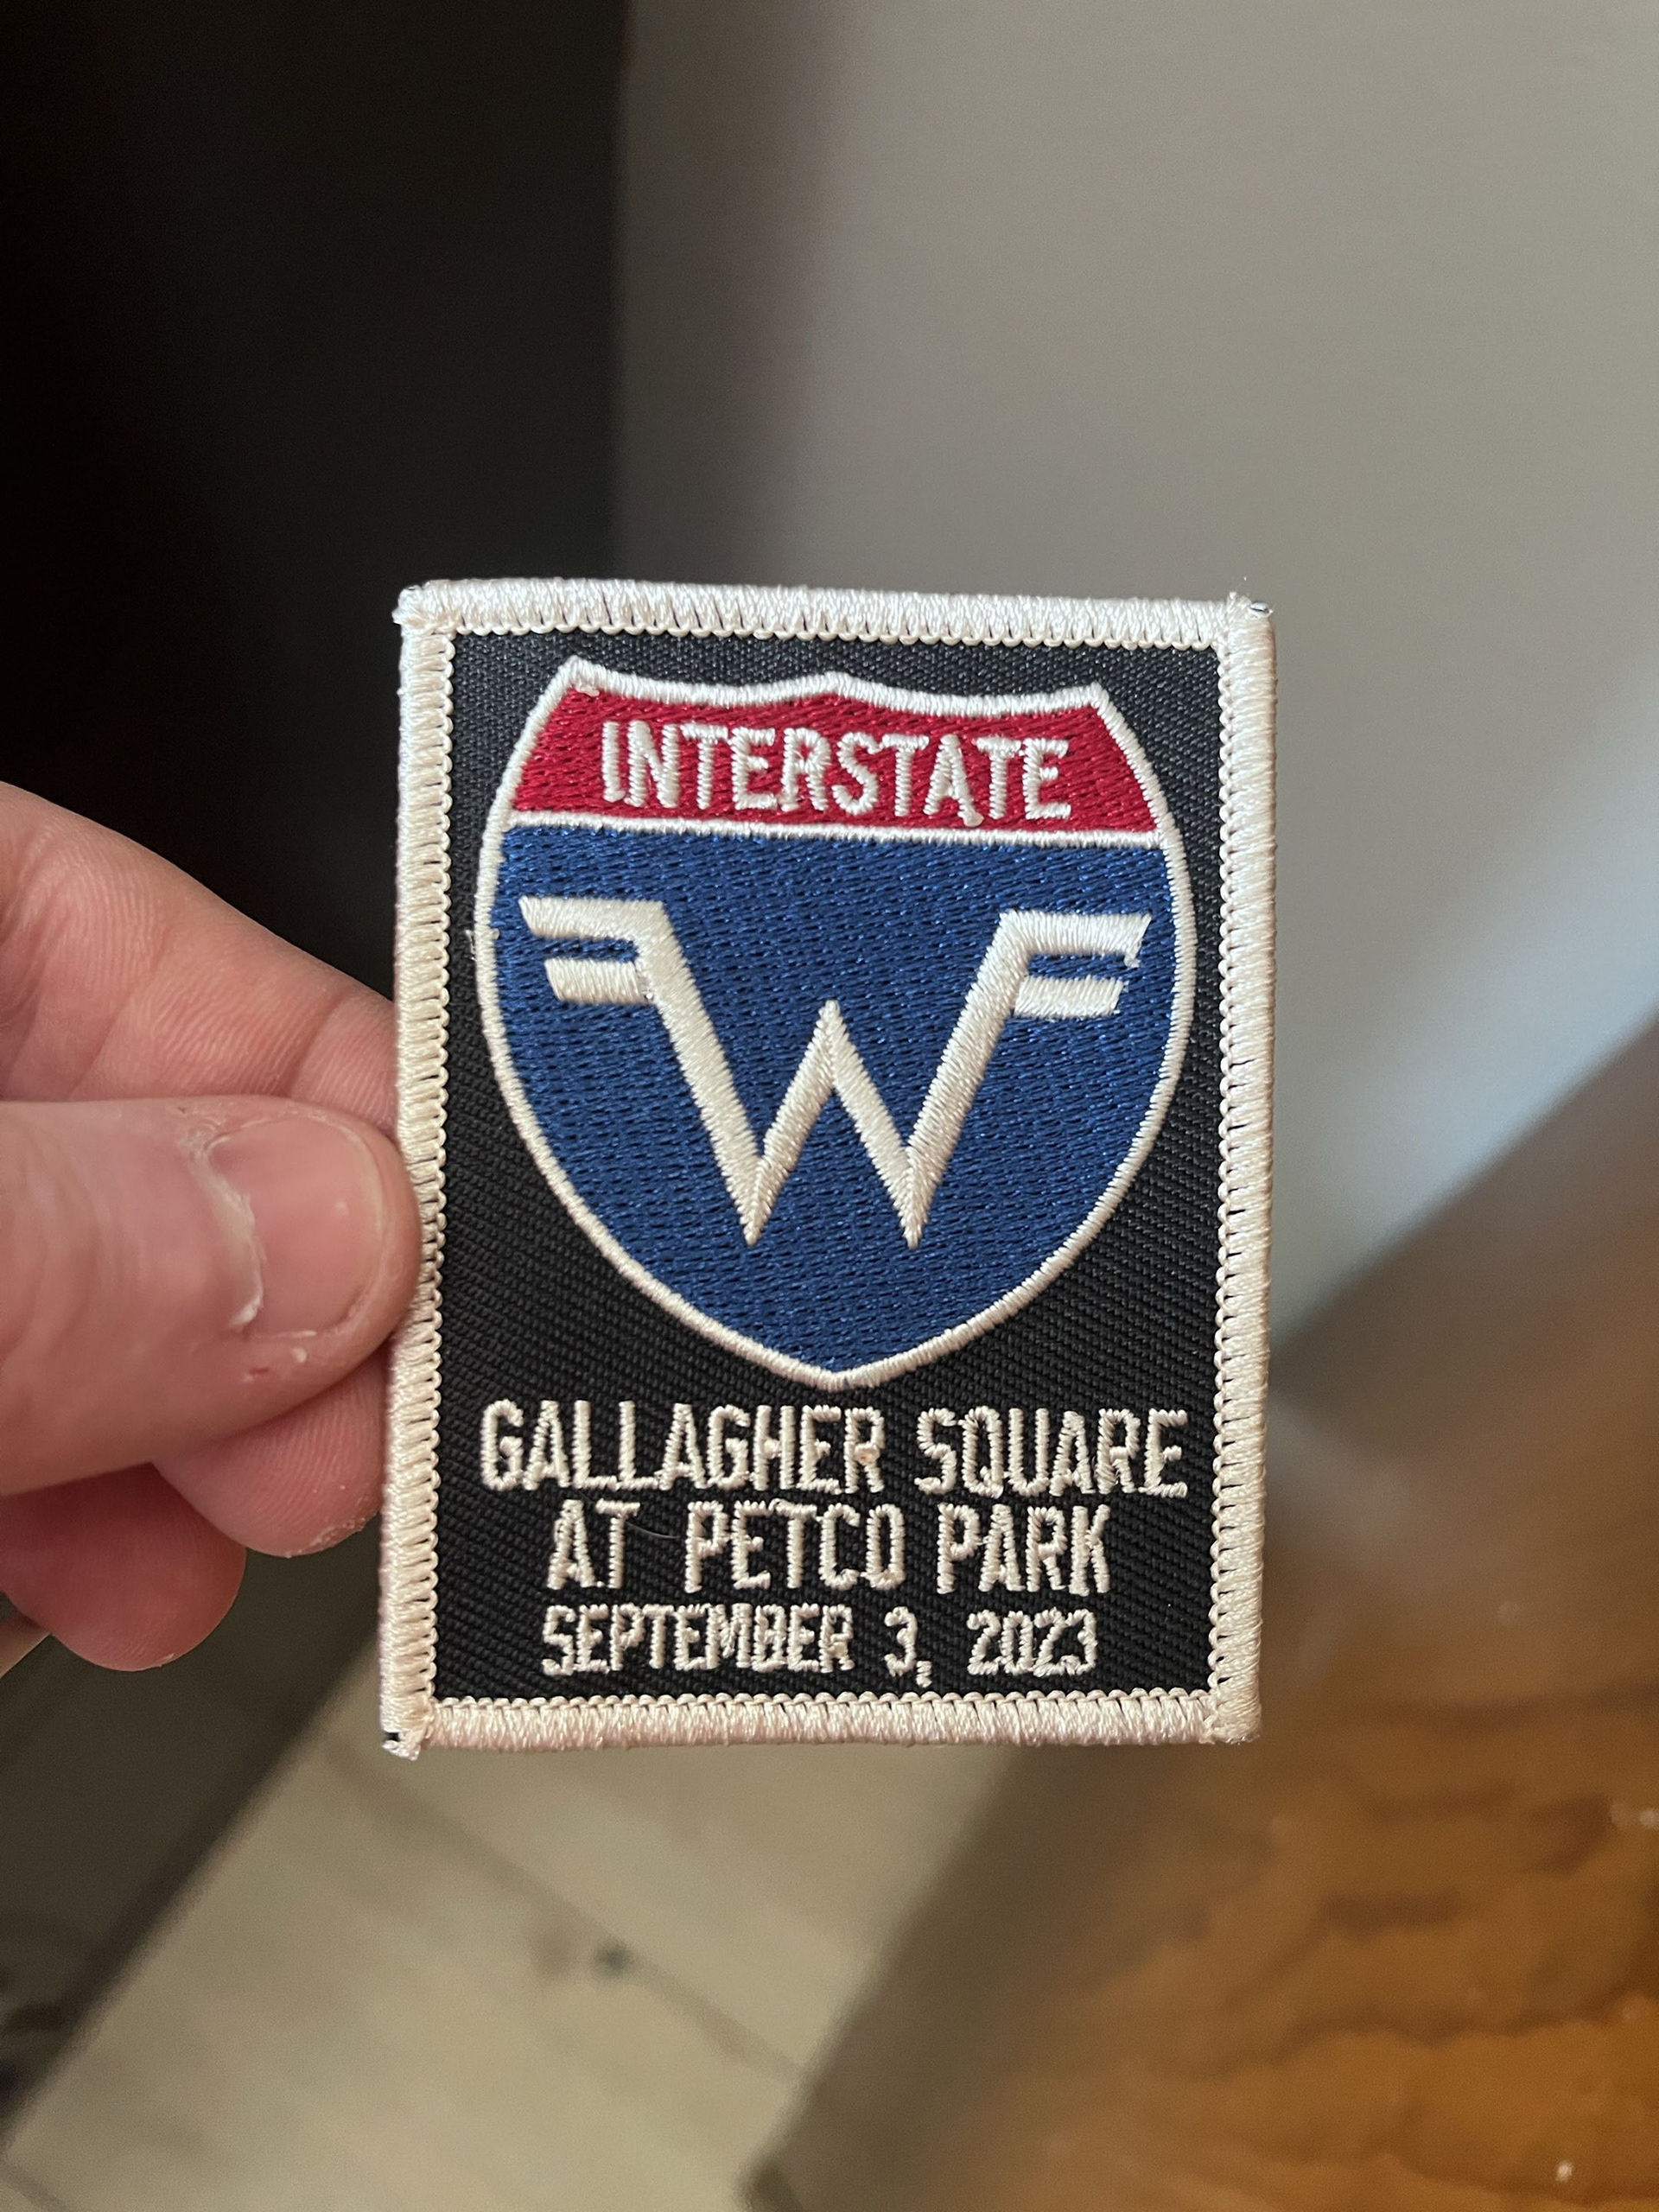 INTERSTATE
W
GALLAGHER SQUARE
AT PETCO PARK
SEPTEMBER 3, 2023